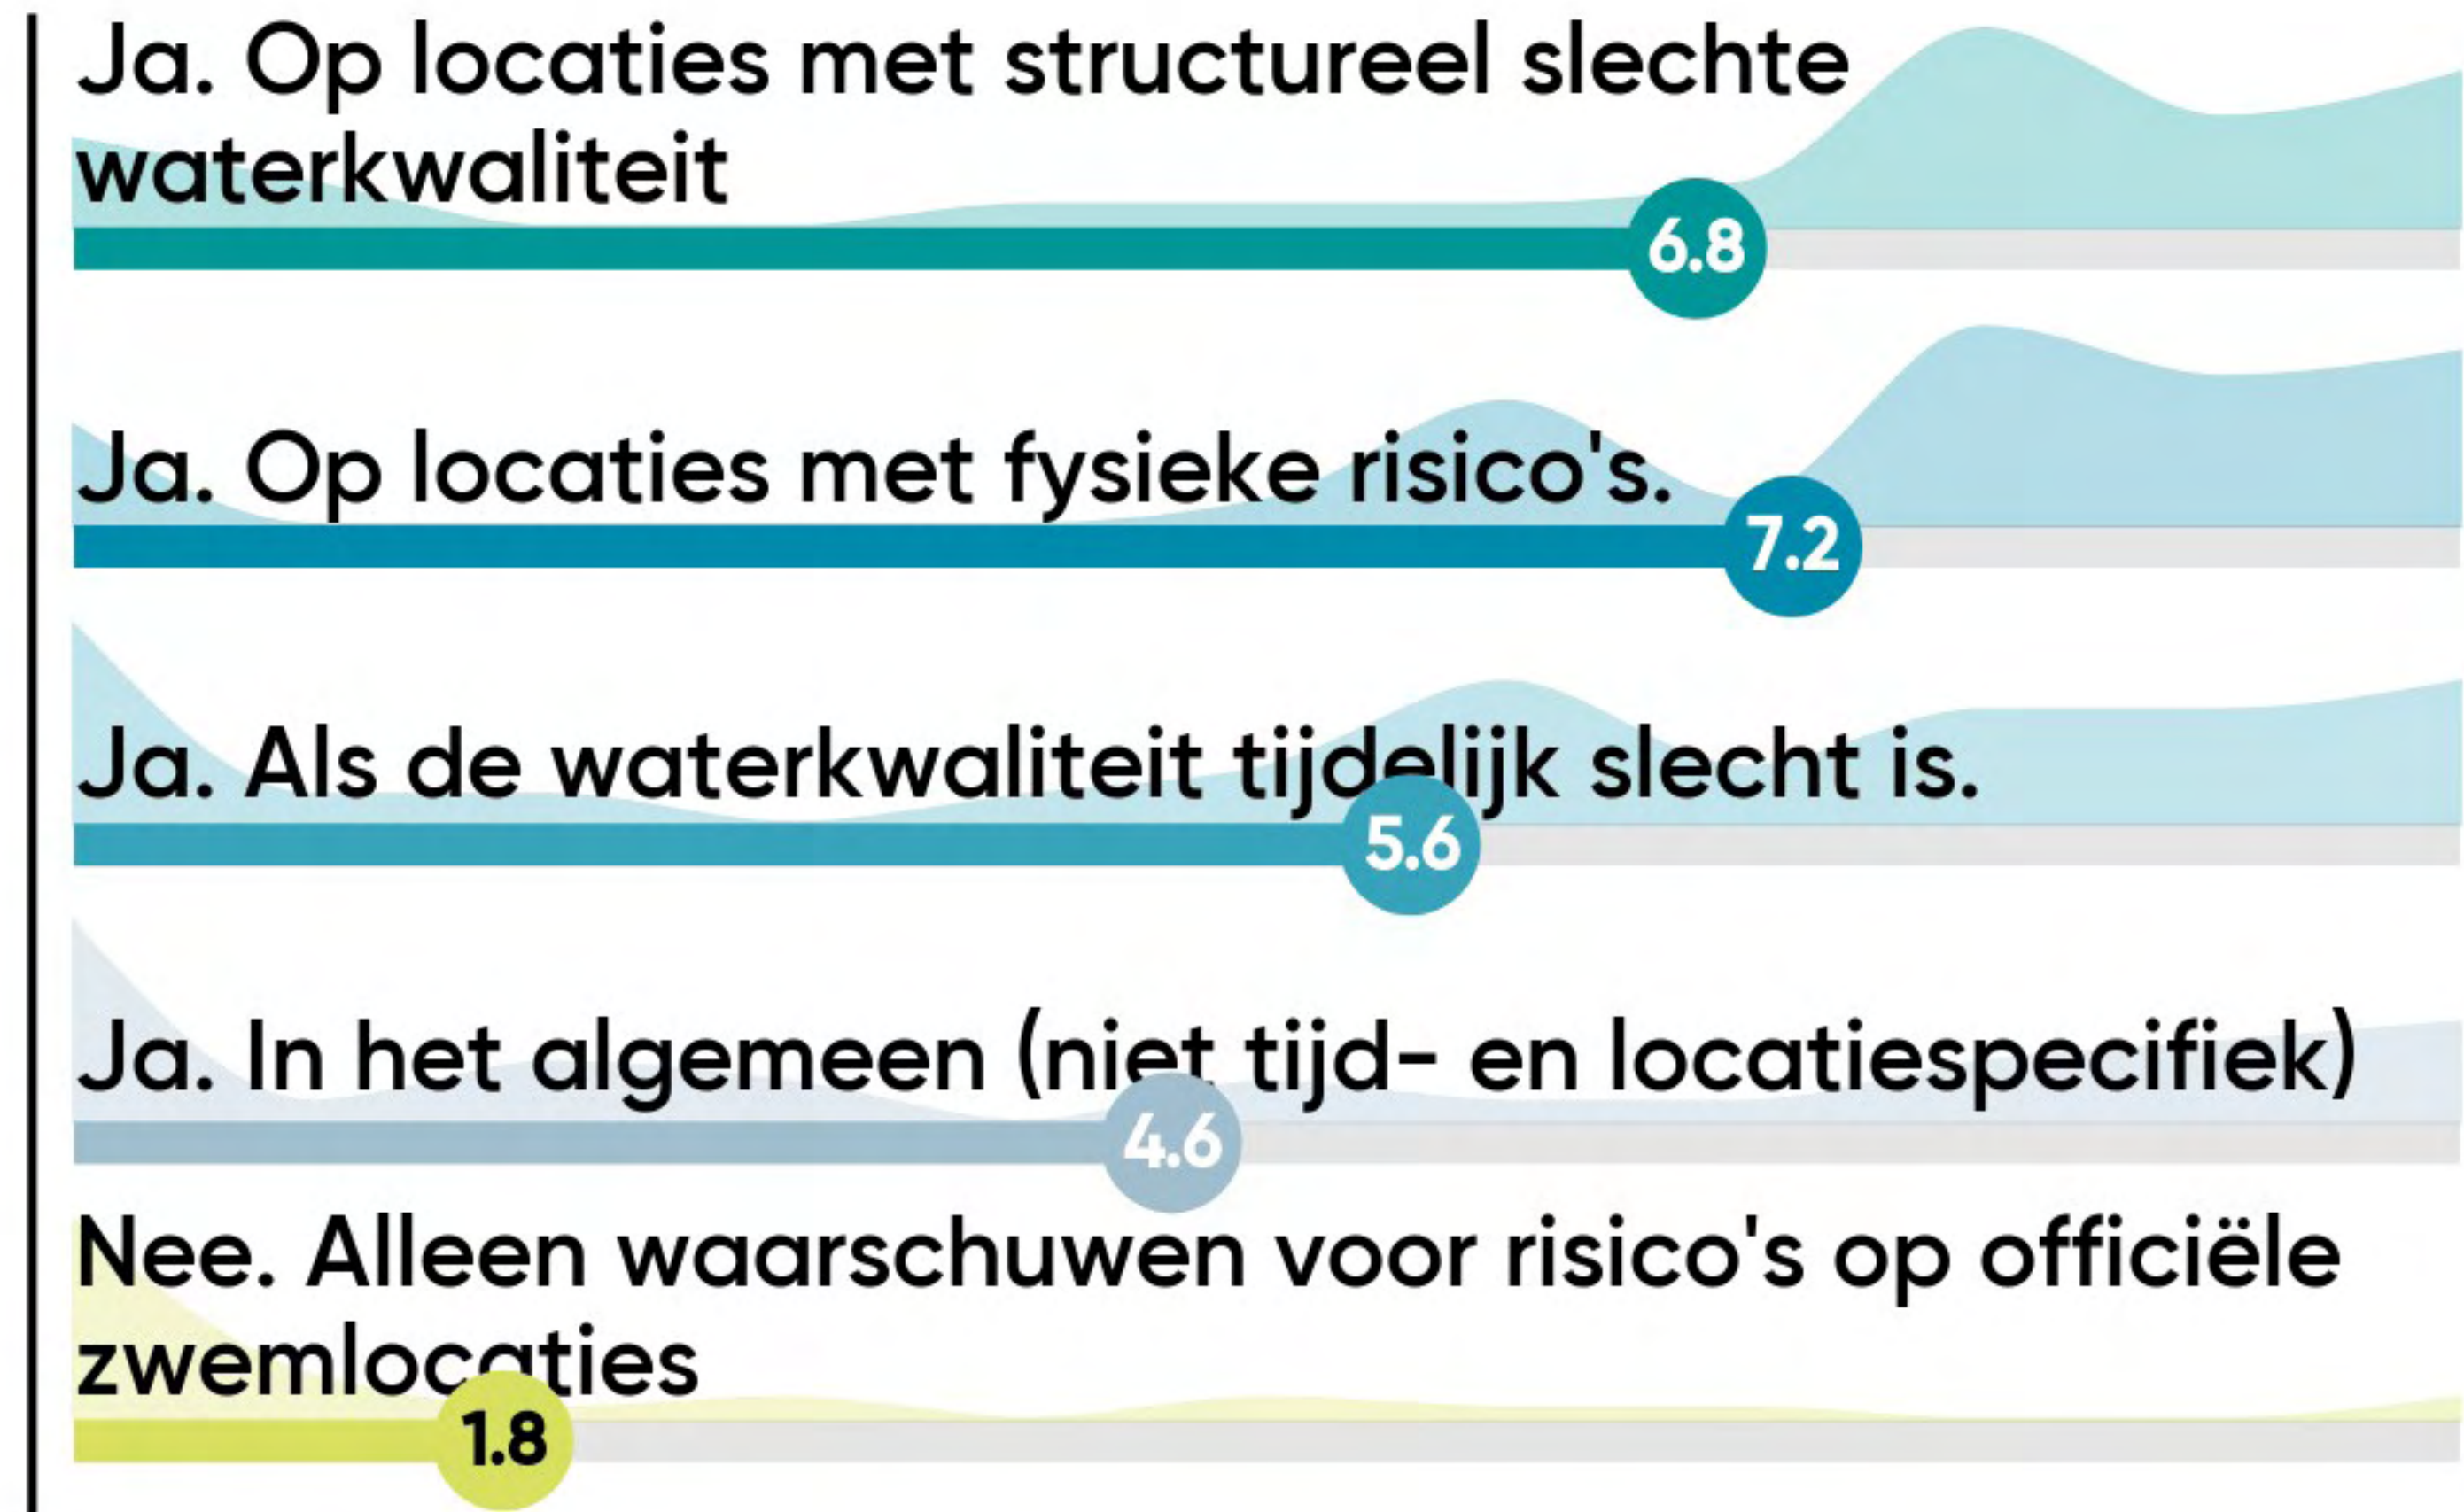 Ja. Op locaties met structureel slechte
waterkwaliteit
6.8
Ja. Op locaties met fysieke risico's.
7.2
Ja. Als de waterkwaliteit tijdelijk slecht is.
5.6
Ja. In het algemeen (niet tijd- en locatiespecifiek)
4.6
Nee. Alleen waarschuwen voor risico's op officiële
zwemlocaties
1.8